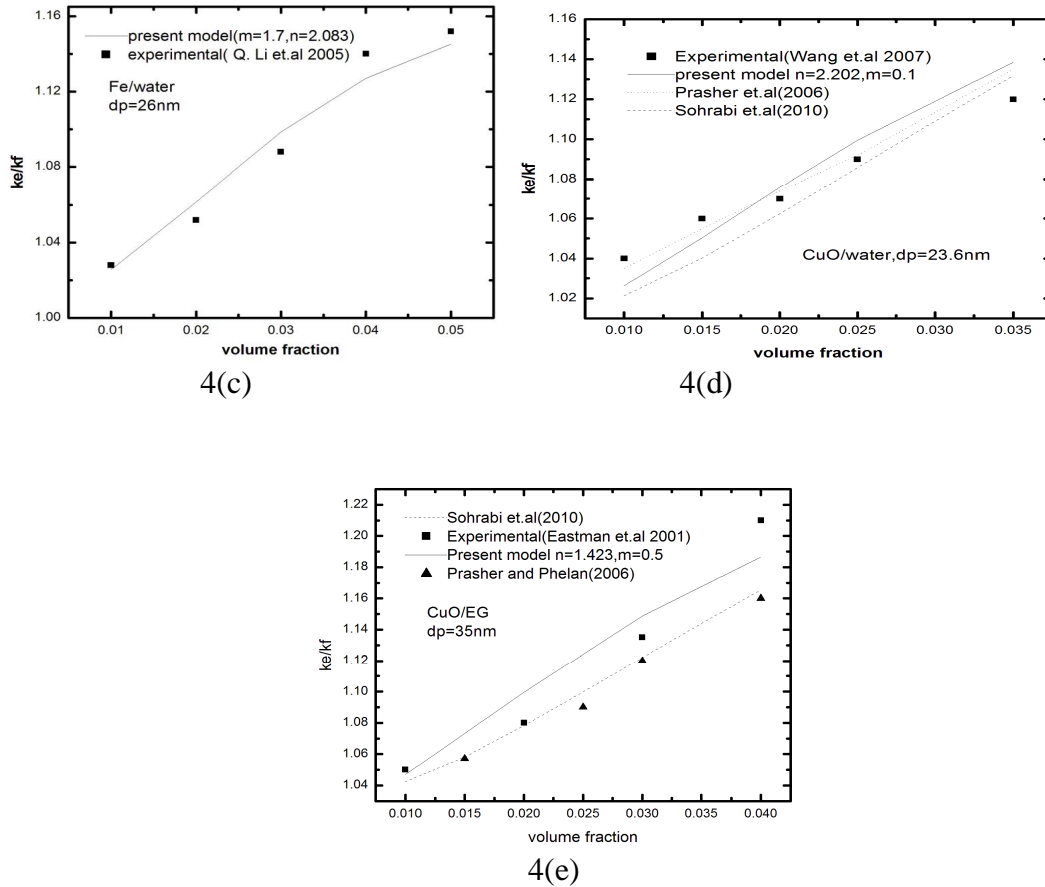 present model(m=1.7,n=2.083)
experimental( Q. Li et.al 2005)
Fe/water
dp=26nm
1.16
1.12
1.08
1.04
1.00
ke/kf
0.01 0.02 0.03 0.04 0.05
volume fraction
4(c)
Experimental(Wang et.al 2007)
present model n=2.202,m=0.1
Prasher et.al(2006)
Sohrabi et.al(2010)
CuO/water,dp=23.6nm
1.16
1.14
1.12
1.10
1.08
1.06
1.04
1.02
ke/kf
0.010 0.015 0.020 0.025 0.030 0.035
volume fraction
4(d)
Sohrabi et.al(2010)
Experimental(Eastman et.al 2001)
Present model n=1.423,m=0.5
Prasher and Phelan(2006)
CuO/EG
dp=35nm
1.22
1.20
1.18
1.16
1.14
1.12
1.10
1.08
1.06
1.04
ke/kf
0.010 0.015 0.020 0.025 0.030 0.035 0.040
volume fraction
4(e)